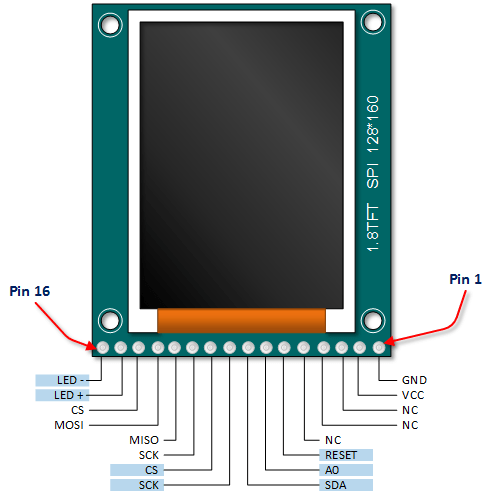 1.8TFT SPI 128*160
Pin 16
Pin 1
LED -
LED +
CS
MOSI
MISO
SCK
CS
SCK
GND
VCC
NC
NC
NC
RESET
A0
SDA